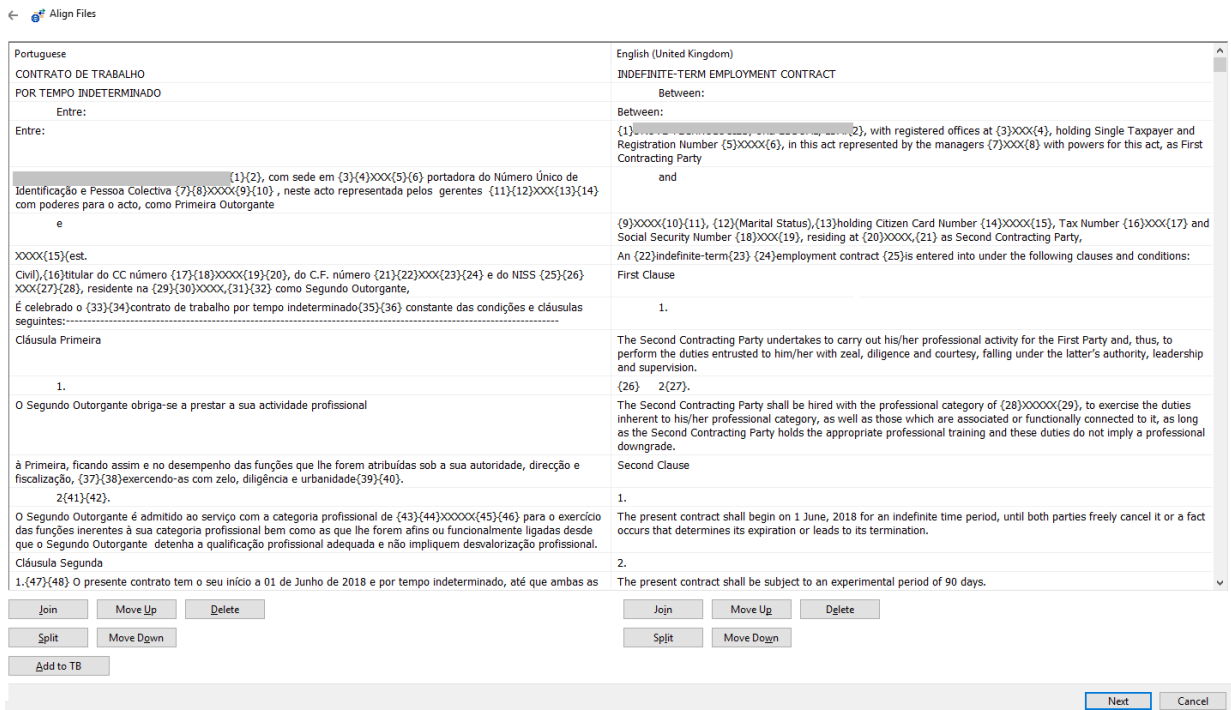 Align Files
Portuguese
English (United Kingdom)
CONTRATO DE TRABALHO
INDEFINITE-TERM EMPLOYMENT CONTRACT
POR TEMPO INDETERMINADO
Between:
Entre:
Between:
Entre:
{1} 2}, with registered offices at {3}XXX{4}, holding Single Taxpayer and
Registration Number {5}XXXX{6}, in this act represented by the managers {7}XXX{8} with powers for this act, as First
Contracting Party
{1}{2}, com sede em {3}{4}XXX{5}{6} portadora do Número Único de
Identificação e Pessoa Colectiva {7}{8}XXXX{9}{10} , neste acto representada pelos gerentes {11}{12}XXX{13}{14}
com poderes para o acto, como Primeira Outorgante
and
e
{9}XXXX{10}{11}, {12}(Marital Status),{13}holding Citizen Card Number {14}XXXX{15}, Tax Number {16}XXX{17} and
Social Security Number {18}XXX{19}, residing at {20}XXXX,{21} as Second Contracting Party,
XXXX{15}(est.
An {22}indefinite-term{23} {24}employment contract {25}is entered into under the following clauses and conditions:
Civil),{16}titular do CC número {17}{18}XXXX{19}{20}, do C.F. número {21}{22}XXX{23}{24} e do NISS {25}{26}
XXX{27}{28}, residente na {29}{30}XXXX,{31}{32} como Segundo Outorgante,
First Clause
É celebrado o {33}{34}contrato de trabalho por tempo indeterminado{35}{36} constante das condições e cláusulas
seguintes:--------------------------------------------------------------------------------------------------------------------
1.
Cláusula Primeira
The Second Contracting Party undertakes to carry out his/her professional activity for the First Party and, thus, to
perform the duties entrusted to him/her with zeal, diligence and courtesy, falling under the latter's authority, leadership
and supervision.
1.
{26} 2{27}.
O Segundo Outorgante obriga-se a prestar a sua actividade profissional
The Second Contracting Party shall be hired with the professional category of {28}XXXXX{29}, to exercise the duties
inherent to his/her professional category, as well as those which are associated or functionally connected to it, as long
as the Second Contracting Party holds the appropriate professional training and these duties do not imply a professional
downgrade.
à Primeira, ficando assim e no desempenho das funções que lhe forem atribuídas sob a sua autoridade, direcção e
fiscalização, {37}{38}exercendo-as com zelo, diligência e urbanidade{39}{40}.
Second Clause
2{41}{42}.
1.
O Segundo Outorgante é admitido ao serviço com a categoria profissional de {43}{44}XXXXX{45}{46} para o exercício
das funções inerentes à sua categoria profissional bem como as que lhe forem afins ou funcionalmente ligadas desde
que o Segundo Outorgante detenha a qualificação profissional adequada e não impliquem desvalorização profissional.
The present contract shall begin on 1 June, 2018 for an indefinite time period, until both parties freely cancel it or a fact
occurs that determines its expiration or leads to its termination.
Cláusula Segunda
2.
1.{47}{48} O presente contrato tem o seu início a 01 de Junho de 2018 e por tempo indeterminado, até que ambas as
The present contract shall be subject to an experimental period of 90 days.
Join Move Up Delete
Join Move Up Delete
Split Move Down
Split Move Down
Add to TB
Next Cancel